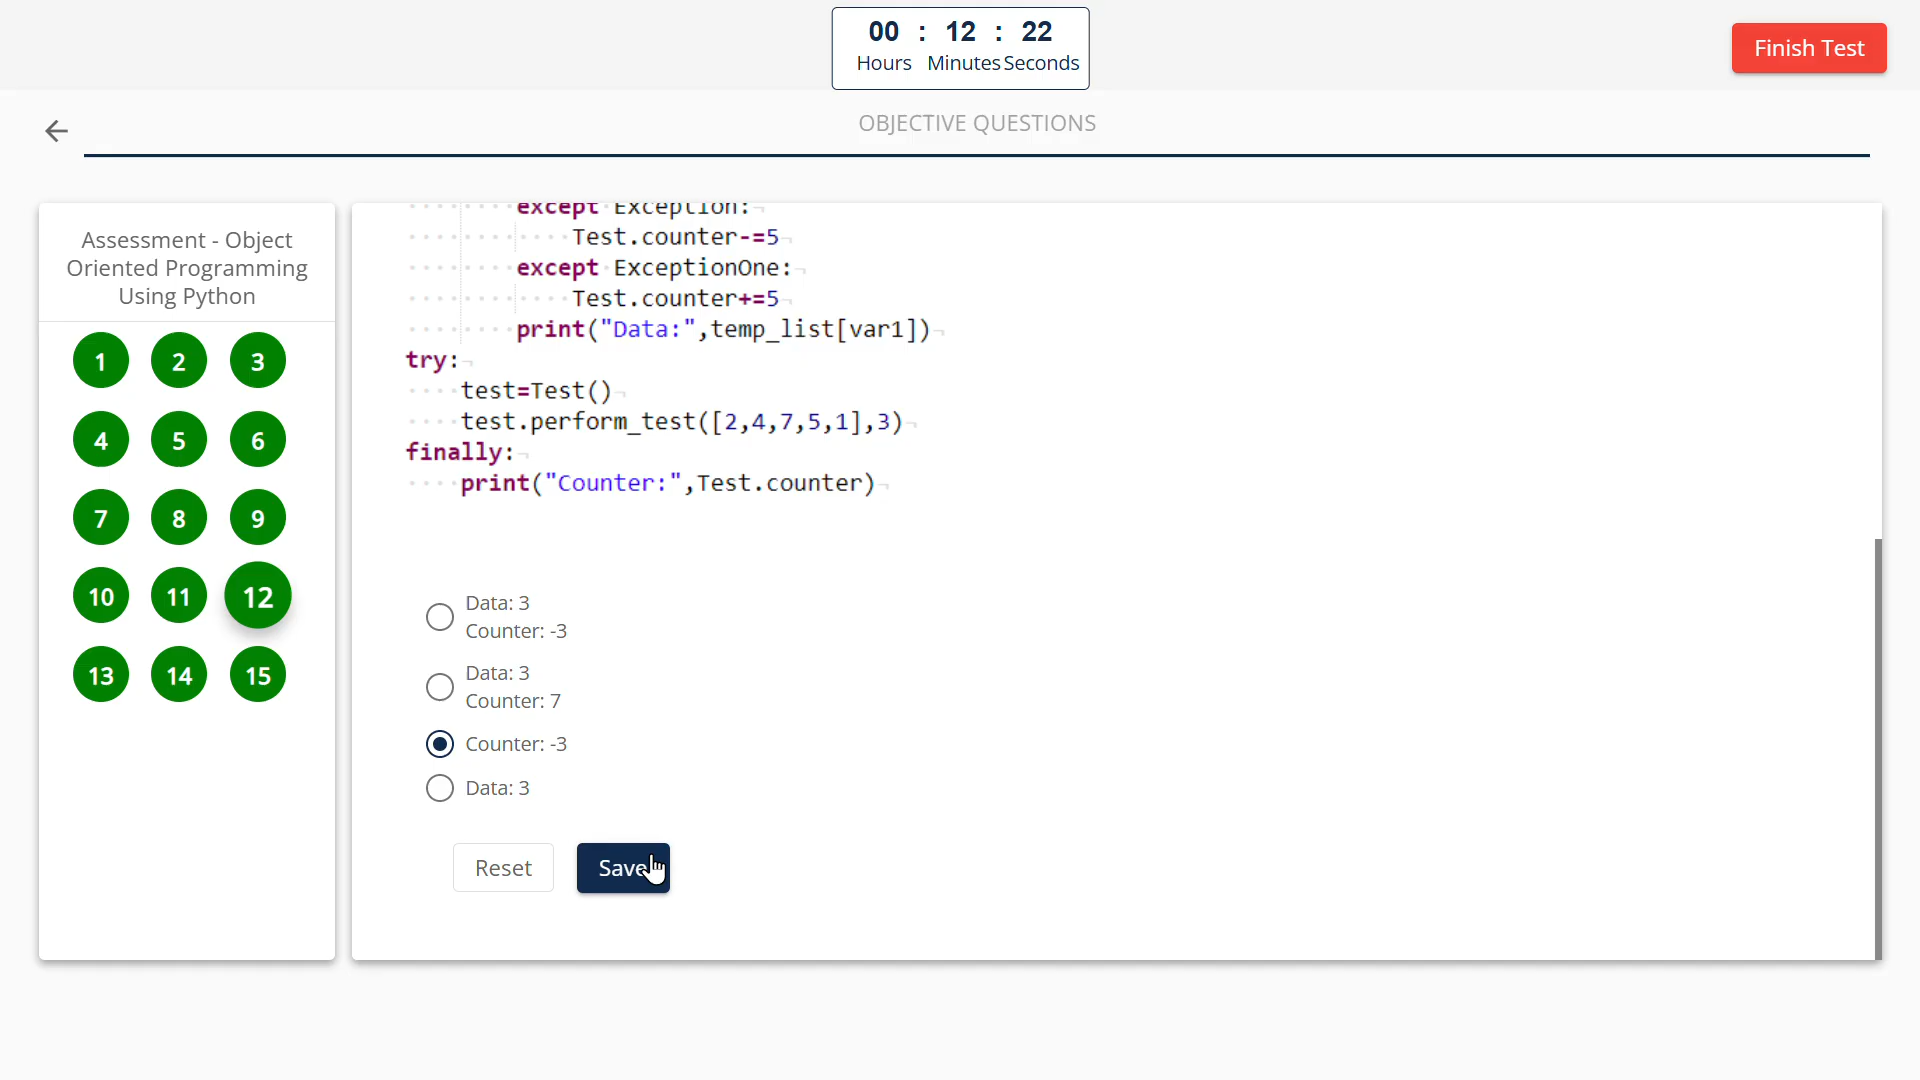 00 : 12 : 22
Hours Minutes Seconds
Finish Test
OBJECTIVE QUESTIONS
Assessment - Object
Oriented Programming
Using Python
1 2 3
4 5 6
7 8 9
10 11 12
13 14 15
except Exception:
Test.counter-=5
except ExceptionOne:
Test.counter+=5
print("Data:",temp_list[var1])
try:
test=Test()
test.perform_test([2,4,7,5,1],3)
finally:
print("Counter:",Test.counter)
Data: 3
Counter: -3
Data: 3
Counter: 7
Counter: -3
Data: 3
Reset
Save